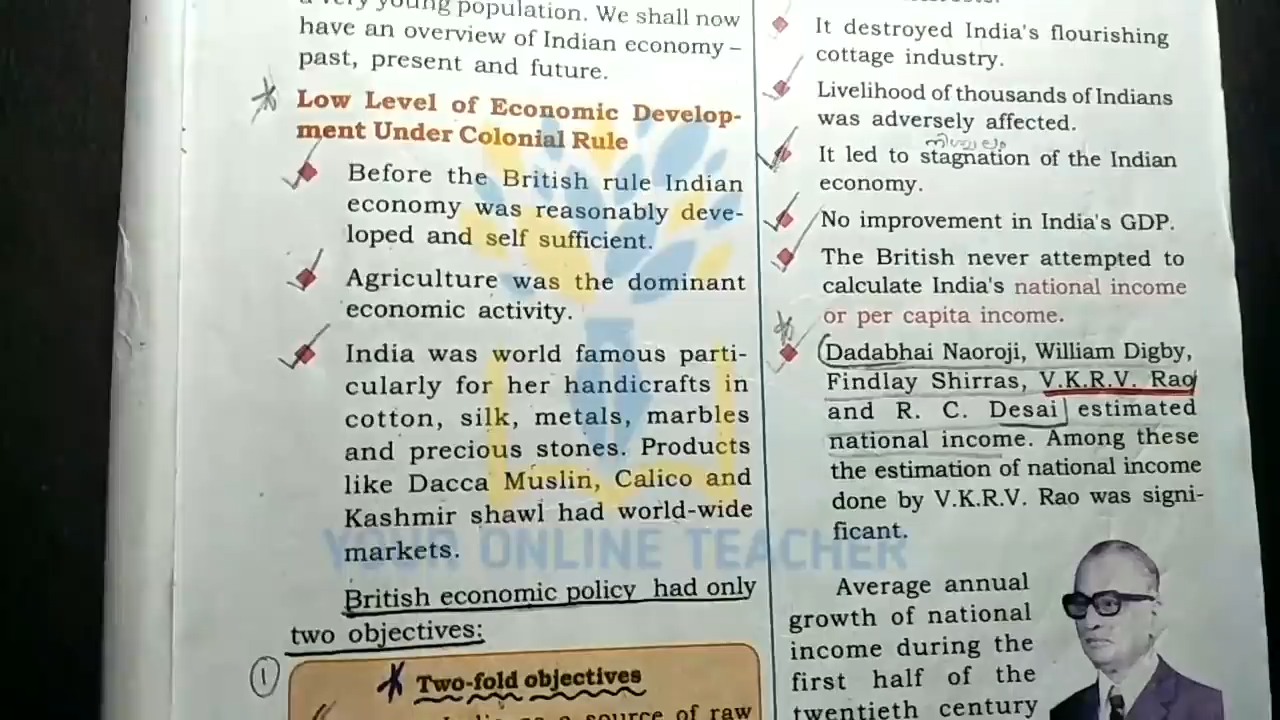 a very young population. We shall now
have an overview of Indian economy –
past, present and future.
Low Level of Economic Develop-
ment Under Colonial Rule
Before the British rule Indian
economy was reasonably deve-
loped and self sufficient.
Agriculture was the dominant
economic activity.
India was world famous parti-
cularly for her handicrafts in
cotton, silk, metals, marbles
and precious stones. Products
like Dacca Muslin, Calico and
Kashmir shawl had world-wide
markets.
British economic policy had only
two objectives:
1
Two-fold objectives
a source of raw
It destroyed India's flourishing
cottage industry.
Livelihood of thousands of Indians
was adversely affected.
It led to stagnation of the Indian
economy.
No improvement in India's GDP.
The British never attempted to
calculate India's national income
or per capita income.
Dadabhai Naoroji, William Digby,
Findlay Shirras, V.K.R.V. Rao
and R. C. Desai estimated
national income. Among these
the estimation of national income
done by V.K.R.V. Rao was signi-
ficant.
Average annual
growth of national
income during the
first half of the
twentieth century
YOUR ONLINE TEACHER